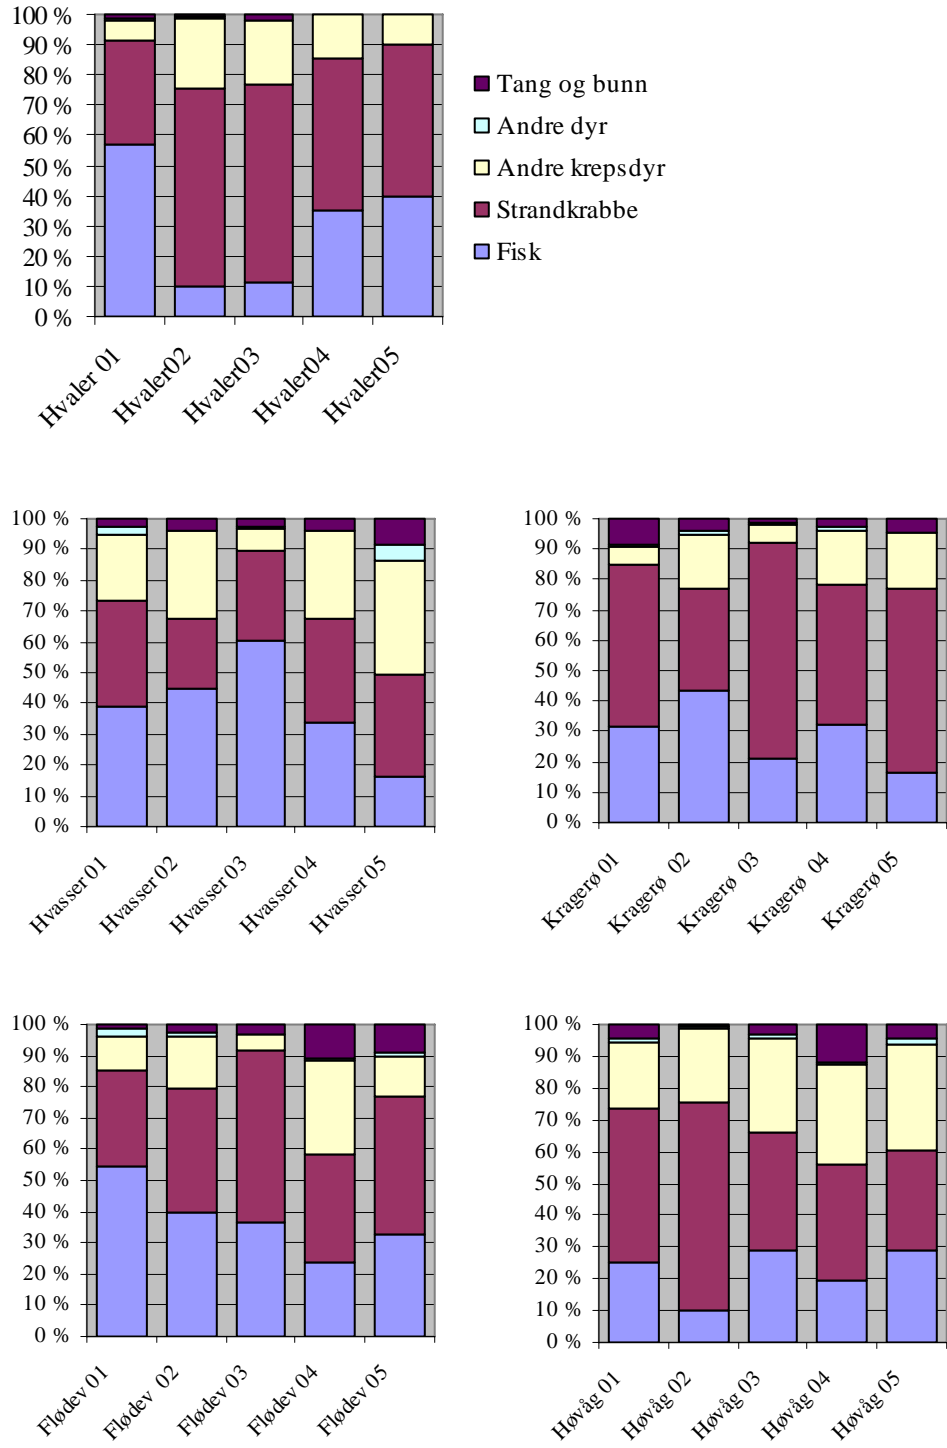 100 %
90 %
80 %
70 %
60 %
50 %
40 %
30 %
20 %
10 %
0 %
Hvaler 01
Hvaler02
Hvaler03
Hvaler04
Hvaler05
Tang og bunn
Andre dyr
Andre krepsdyr
Strandkrabbe
Fisk
100 %
90 %
80 %
70 %
60 %
50 %
40 %
30 %
20 %
10 %
0 %
Hvasser 01
Hvasser 02
Hvasser 03
Hvasser 04
Hvasser 05
100 %
90 %
80 %
70 %
60 %
50 %
40 %
30 %
20 %
10 %
0 %
Kragerø 01
Kragerø 02
Kragerø 03
Kragerø 04
Kragerø 05
100 %
90 %
80 %
70 %
60 %
50 %
40 %
30 %
20 %
10 %
0 %
Flødev 01
Flødev 02
Flødev 03
Flødev 04
Flødev 05
100 %
90 %
80 %
70 %
60 %
50 %
40 %
30 %
20 %
10 %
0 %
Høvåg 01
Høvåg 02
Høvåg 03
Høvåg 04
Høvåg 05